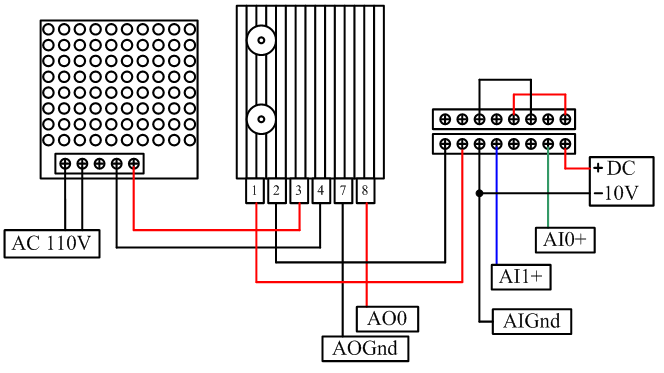 1 2 3 4 7 8
+ DC
−10V
AC 110V
AI0+
AI1+
AO0
AIGnd
AOGnd